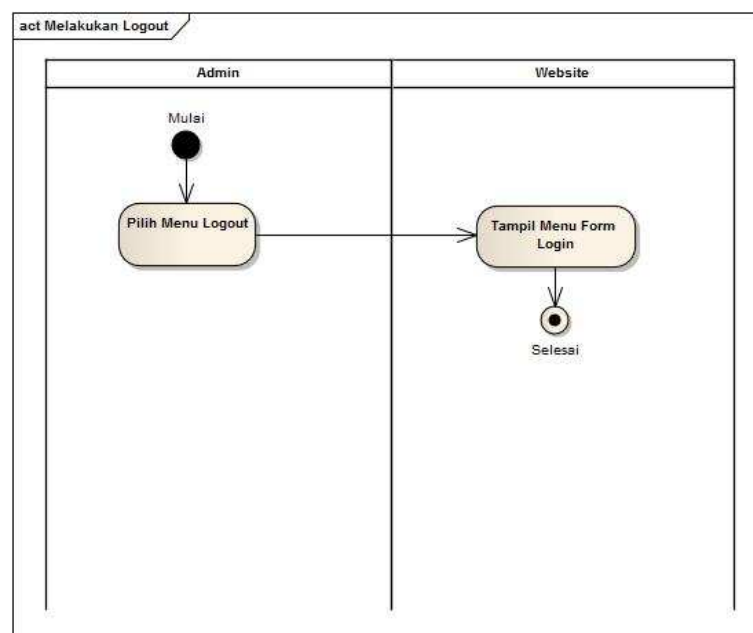 act Melakukan Logout
Admin
Website
Mulai
Pilih Menu Logout
Tampil Menu Form
Login
Selesai